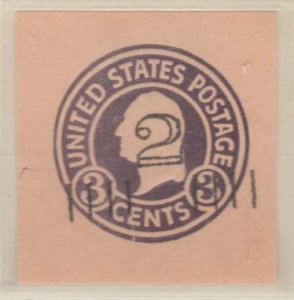 UNITED STATES POSTAGE
2
3 CENTS 3